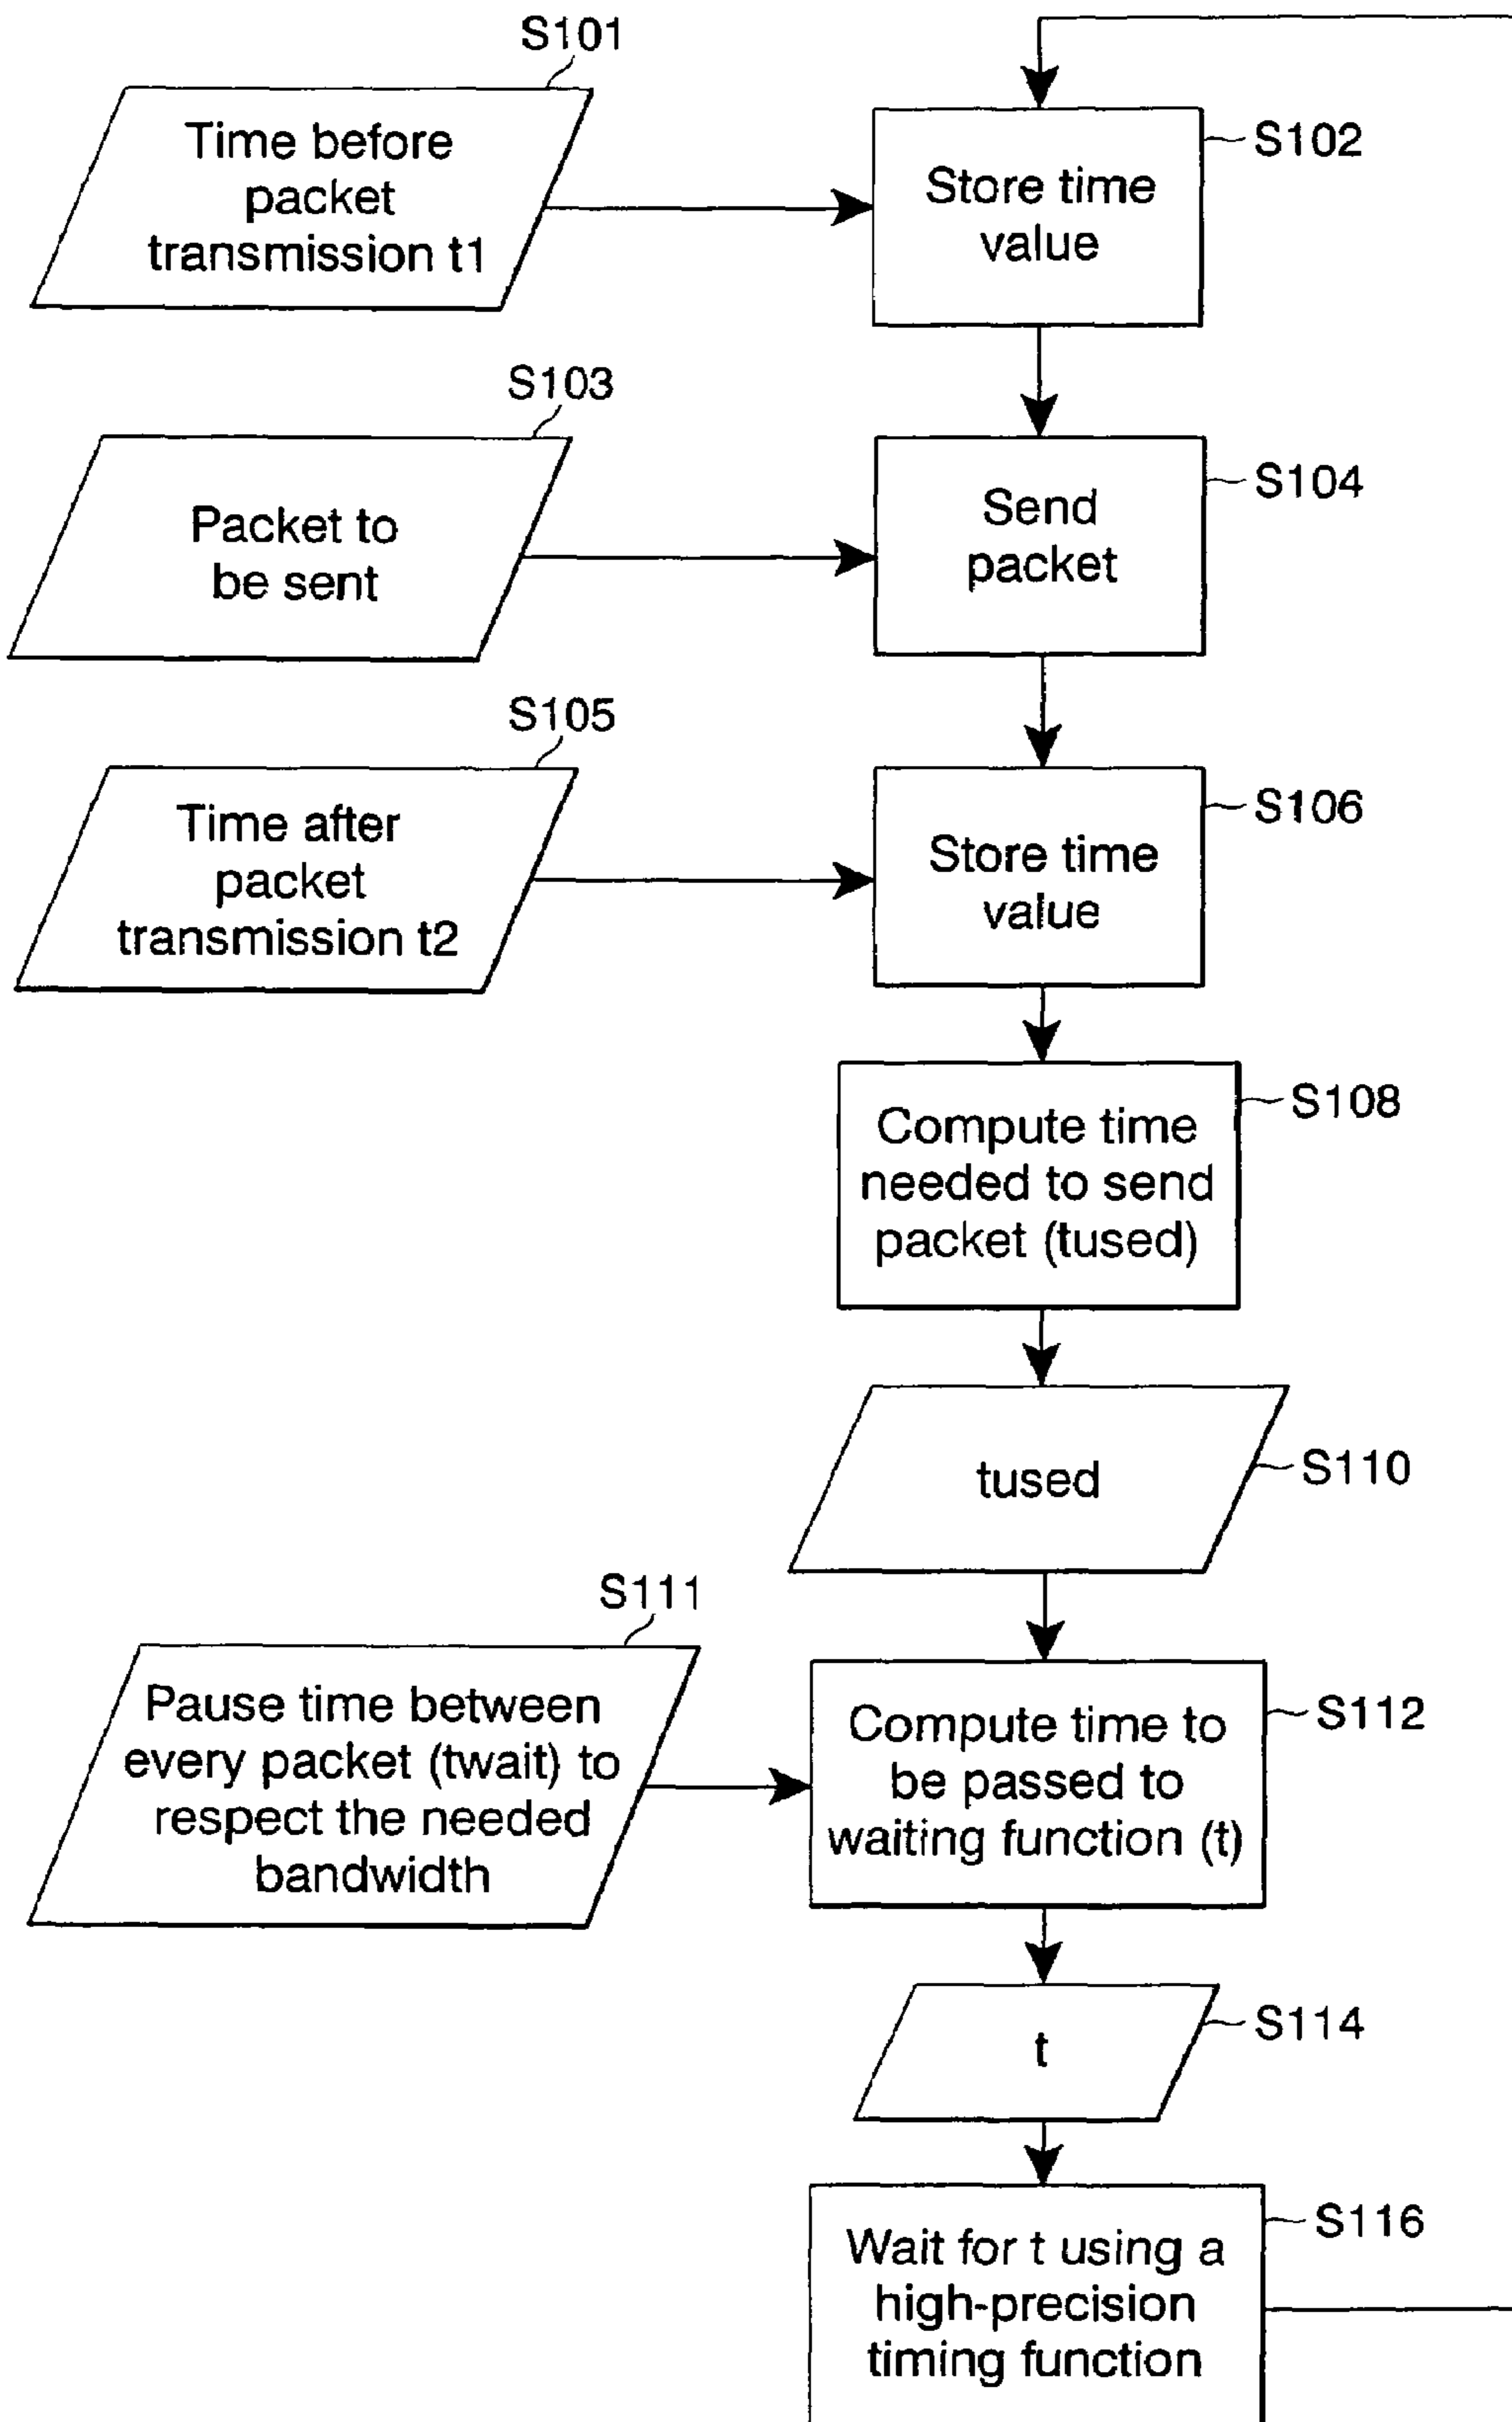 S101
Time before
packet
transmission t1
S102
Store time
value
S103
Packet to
be sent
S104
Send
packet
S105
Time after
packet
transmission t2
S106
Store time
value
S108
Compute time
needed to send
packet (tused)
tused
S110
S111
Pause time between
every packet (twait) to
respect the needed
bandwidth
S112
Compute time to
be passed to
waiting function (t)
S114
t
S116
Wait for t using a
high-precision
timing function